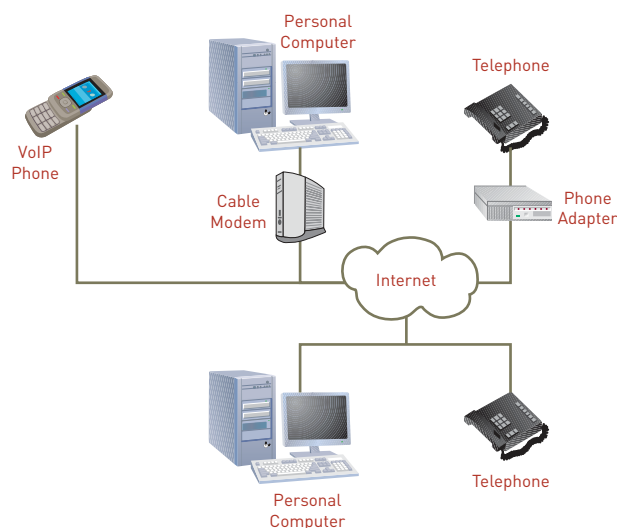 Personal
Computer
Telephone
VoIP
Phone
Cable
Modem
Phone
Adapter
Internet
Personal
Computer
Telephone